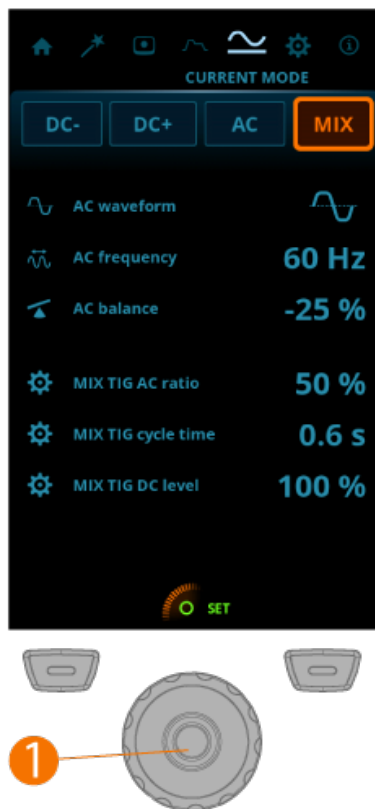 CURRENT MODE
DC- DC+ AC MIX
AC waveform
AC frequency 60 Hz
AC balance -25 %
MIX TIG AC ratio 50 %
MIX TIG cycle time 0.6 s
MIX TIG DC level 100 %
SET
1